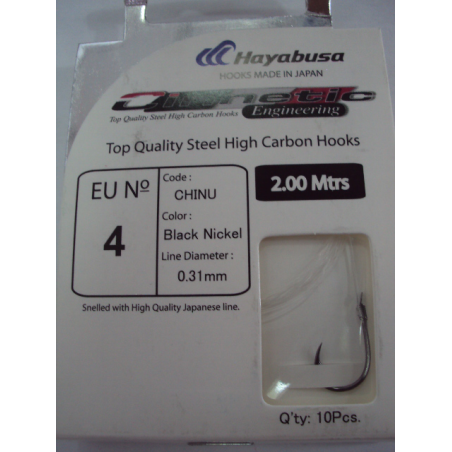 Hayabusa
HOOKS MADE IN JAPAN
Top Quality Steel High Carbon Hooks
Engineering
Top Quality Steel High Carbon Hooks
EU Nº
4
Code :
CHINU
Color :
Black Nickel
Line Diameter :
0.31mm
2.00 Mtrs
Snelled with High Quality Japanese line.
Q'ty: 10Pcs.